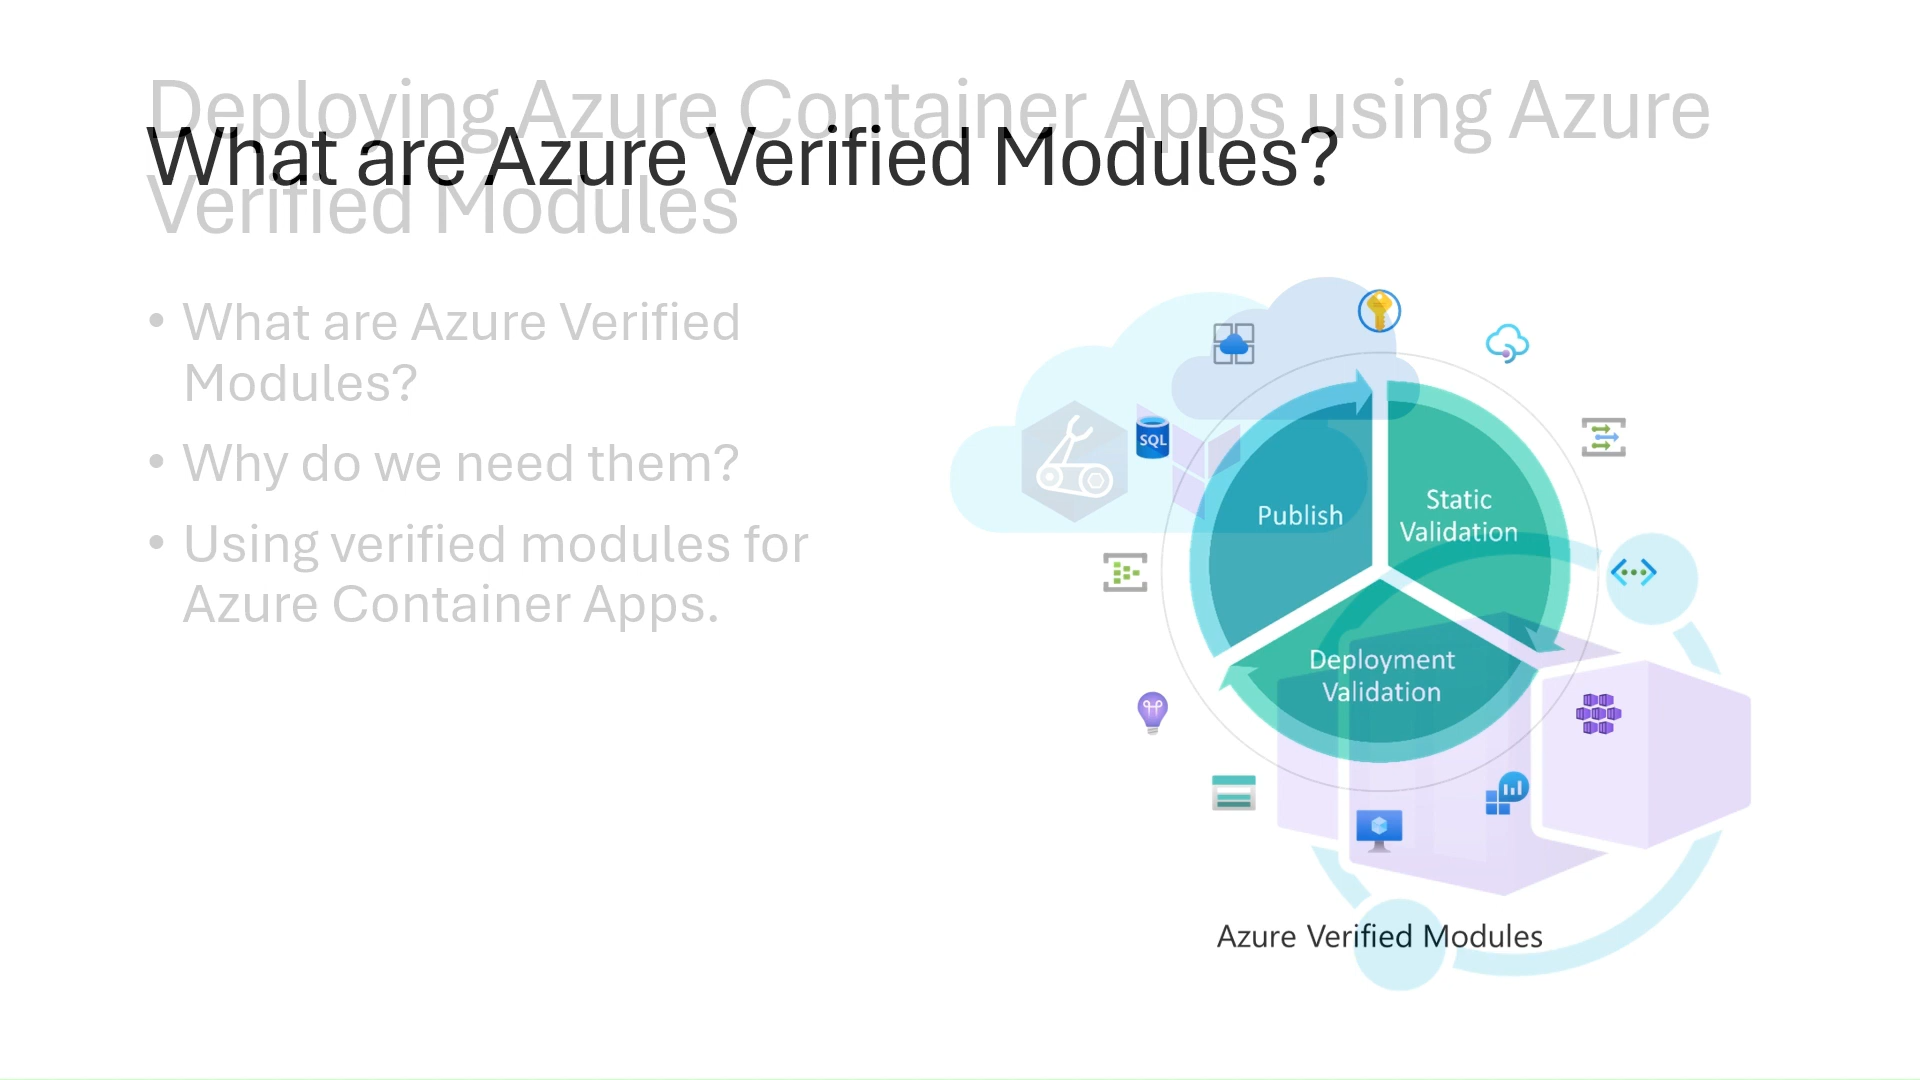 Deploying Azure Container Apps using Azure
Verified Modules
What are Azure Verified Modules?
• What are Azure Verified
Modules?
• Why do we need them?
• Using verified modules for
Azure Container Apps.
SQL
Publish
Static
Validation
Deployment
Validation
Azure Verified Modules